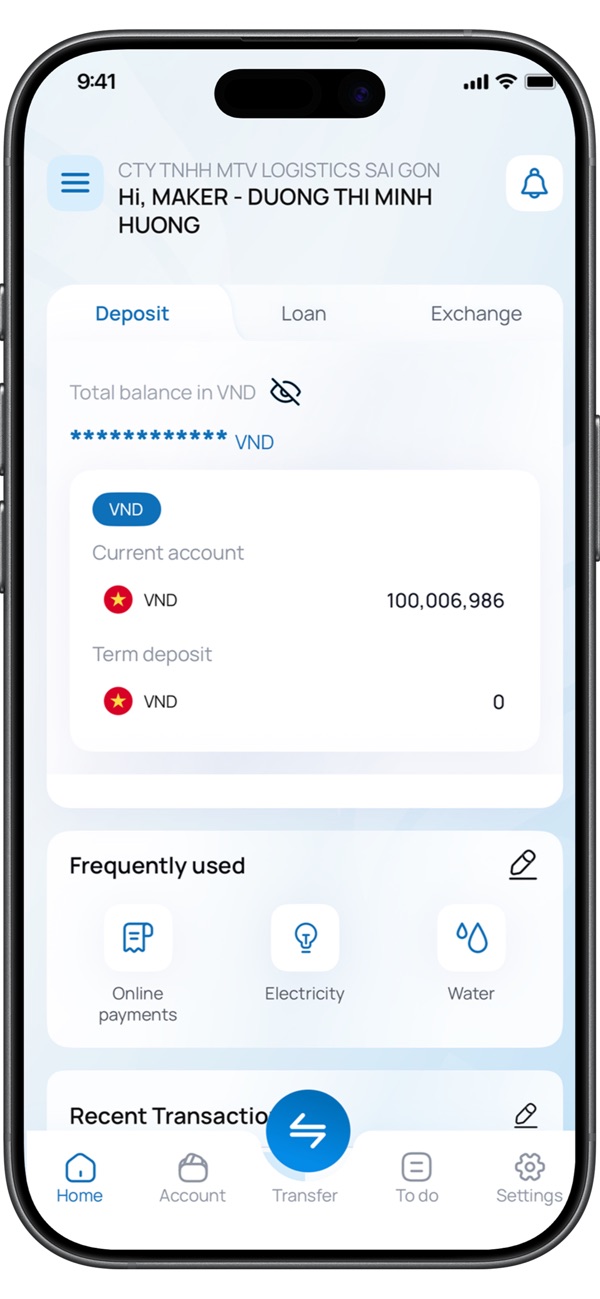 9:41
CTY TNHH MTV LOGISTICS SAI GON
Hi, MAKER - DUONG THI MINH
HUONG
Deposit
Loan
Exchange
Total balance in VND
************ VND
VND
Current account
VND 100,006,986
Term deposit
VND 0
Frequently used
Online
payments
Electricity
Water
Recent Transactio
Home
Account
Transfer
To do
Settings